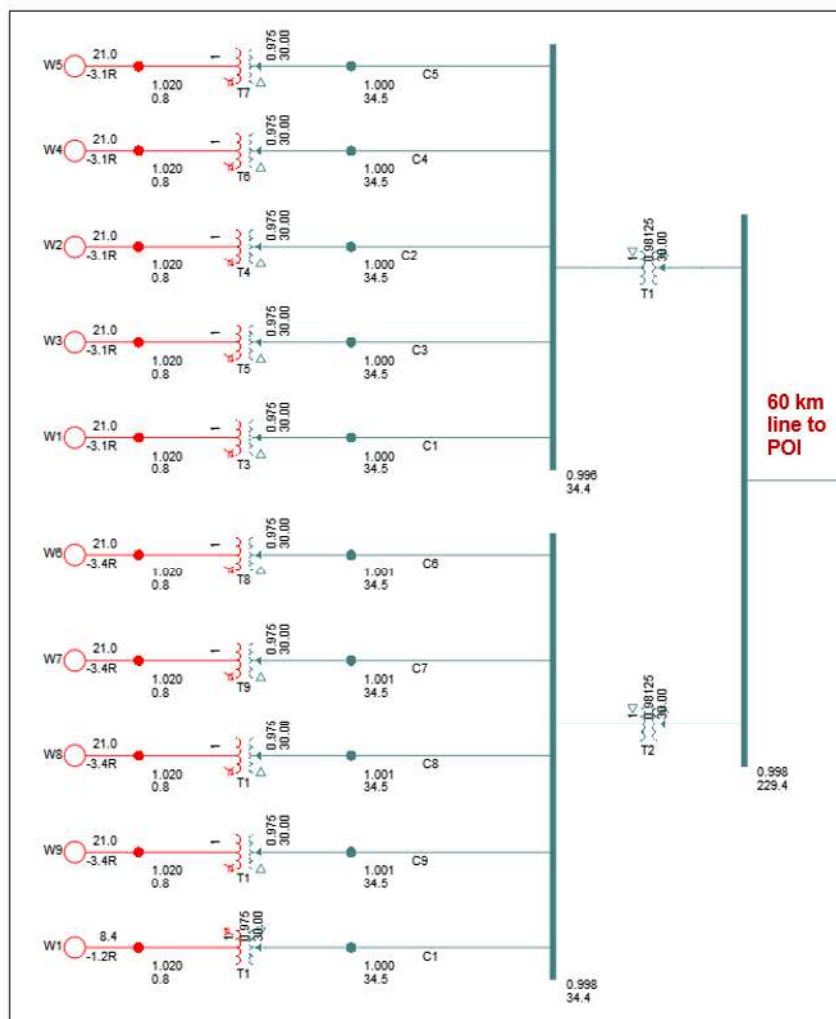 W5
21.0
-3.1R
1.020
0.8
1
0.975
30.00
T7
1.000
34.5
C5
W4
21.0
-3.1R
1.020
0.8
1
0.975
30.00
T6
1.000
34.5
C4
W2
21.0
-3.1R
1.020
0.8
1
0.975
30.00
T4
1.000
34.5
C2
1
0.98125
30.00
T1
W3
21.0
-3.1R
1.020
0.8
1
0.975
30.00
T5
1.000
34.5
C3
W1
21.0
-3.1R
1.020
0.8
1
0.975
30.00
T3
1.000
34.5
C1
0.996
34.4
60 km
line to
POI
W6
21.0
-3.4R
1.020
0.8
1
0.975
30.00
T8
1.001
34.5
C6
W7
21.0
-3.4R
1.020
0.8
1
0.975
30.00
T9
1.001
34.5
C7
1
0.98125
30.00
T2
W8
21.0
-3.4R
1.020
0.8
1
0.975
30.00
T1
1.001
34.5
C8
0.998
229.4
W9
21.0
-3.4R
1.020
0.8
1
0.975
30.00
T1
1.001
34.5
C9
W1
8.4
-1.2R
1.020
0.8
1
0.975
30.00
T1
1.000
34.5
C1
0.998
34.4